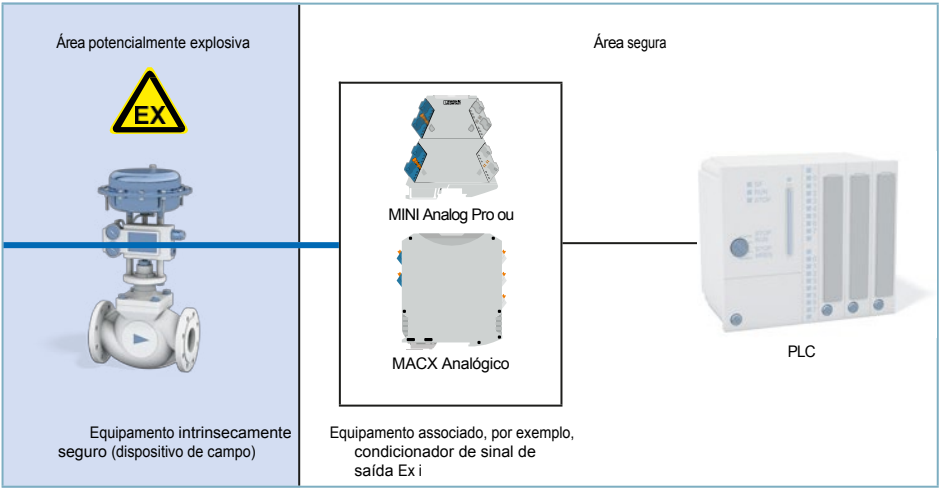 Área potencialmente explosiva
Área segura
EX
MINI Analog Pro ou
MACX Analógico
PLC
Equipamento intrinsecamente
seguro (dispositivo de campo)
Equipamento associado, por exemplo,
condicionador de sinal de
saída Ex i